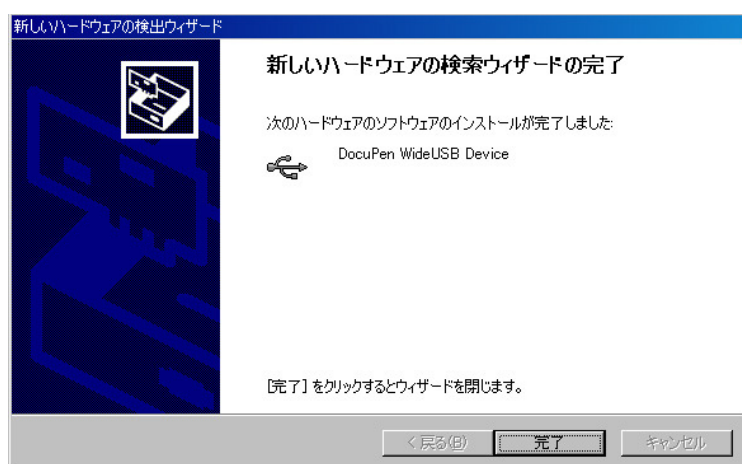 新しいハードウェアの検出ウィザード
新しいハードウェアの検索ウィザードの完了
次のハードウェアのソフトウェアのインストールが完了しました:
DocuPen WideUSB Device
[完了] をクリックするとウィザードを閉じます。
< 戻る(B)
完了
キャンセル